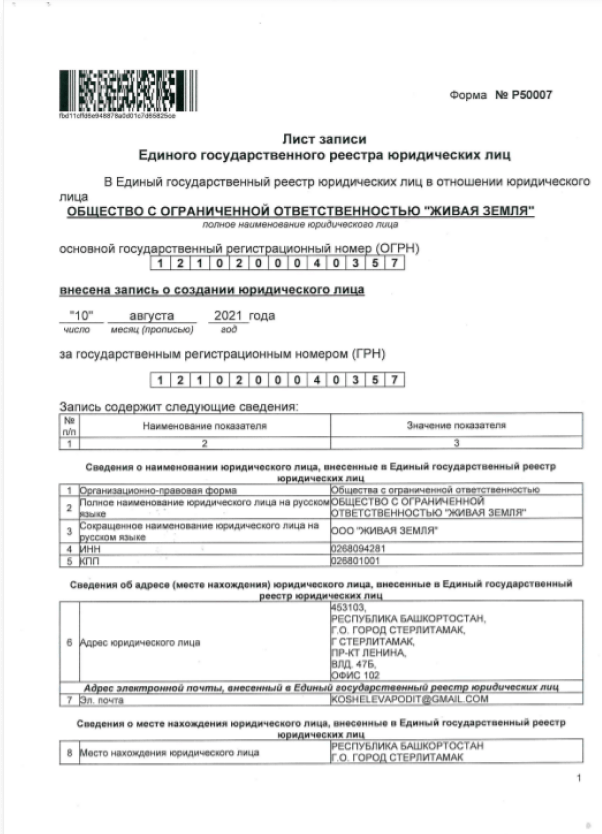 fbd11cffd6e948878a0d01c7d65825ce
Форма № Р50007
Лист записи
Единого государственного реестра юридических лиц
В Единый государственный реестр юридических лиц в отношении юридического
лица
ОБЩЕСТВО С ОГРАНИЧЕННОЙ ОТВЕТСТВЕННОСТЬЮ "ЖИВАЯ ЗЕМЛЯ"
полное наименование юридического лица
основной государственный регистрационный номер (ОГРН)
1 2 1 0 2 0 0 0 4 0 3 5 7
внесена запись о создании юридического лица
"10" августа 2021 года
число месяц (прописью) год
за государственным регистрационным номером (ГРН)
1 2 1 0 2 0 0 0 4 0 3 5 7
Запись содержит следующие сведения:
№ п/п Наименование показателя Значение показателя
1 2 3
Сведения о наименовании юридического лица, внесенные в Единый государственный реестр
юридических лиц
1 Организационно-правовая форма Общества с ограниченной ответственностью
2 Полное наименование юридического лица на русском языке ОБЩЕСТВО С ОГРАНИЧЕННОЙ ОТВЕТСТВЕННОСТЬЮ "ЖИВАЯ ЗЕМЛЯ"
3 Сокращенное наименование юридического лица на русском языке ООО "ЖИВАЯ ЗЕМЛЯ"
4 ИНН 0268094281
5 КПП 026801001
Сведения об адресе (месте нахождения) юридического лица, внесенные в Единый государственный
реестр юридических лиц
6 Адрес юридического лица 453103,
РЕСПУБЛИКА БАШКОРТОСТАН,
Г.О. ГОРОД СТЕРЛИТАМАК,
Г СТЕРЛИТАМАК,
ПР-КТ ЛЕНИНА,
ВЛД. 47Б,
ОФИС 102
Адрес электронной почты, внесенный в Единый государственный реестр юридических лиц
7 Эл. почта KOSHELEVAPODIT@GMAIL.COM
Сведения о месте нахождения юридического лица, внесенные в Единый государственный реестр
юридических лиц
8 Место нахождения юридического лица РЕСПУБЛИКА БАШКОРТОСТАН
Г.О. ГОРОД СТЕРЛИТАМАК
1